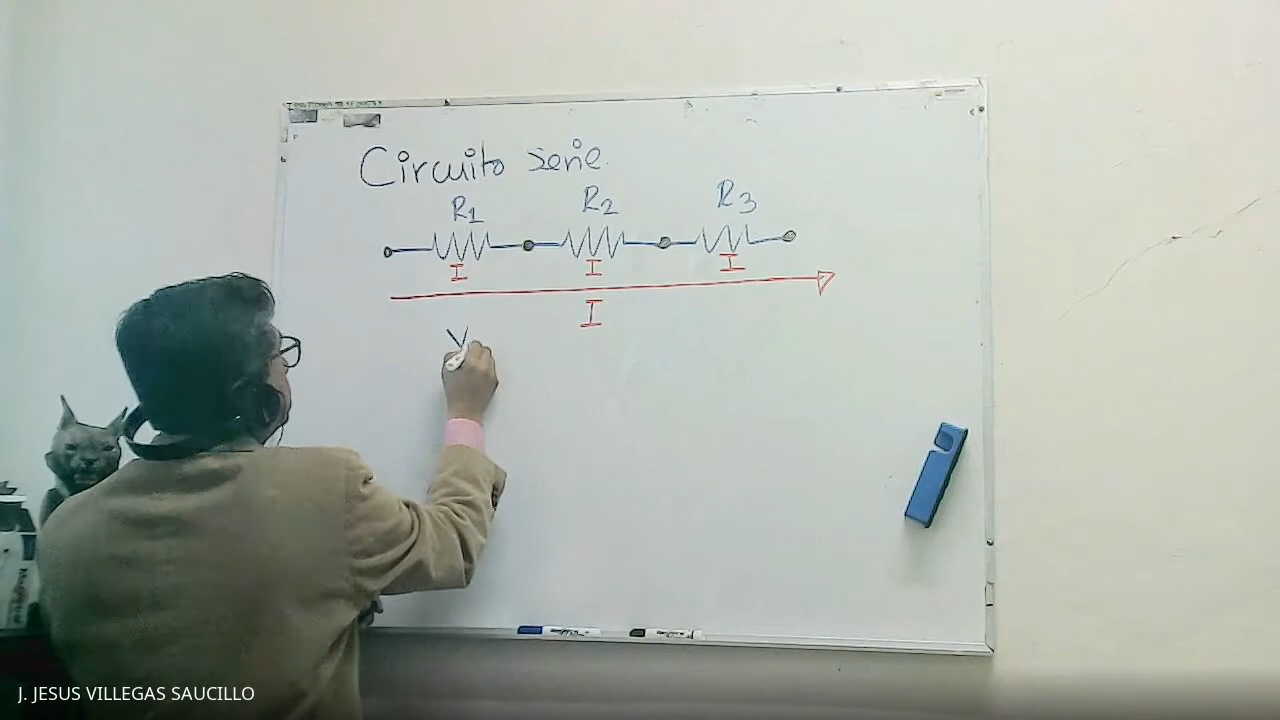 Circuito serie
R1 R2 R3
I I I
I
V
J. JESUS VILLEGAS SAUCILLO